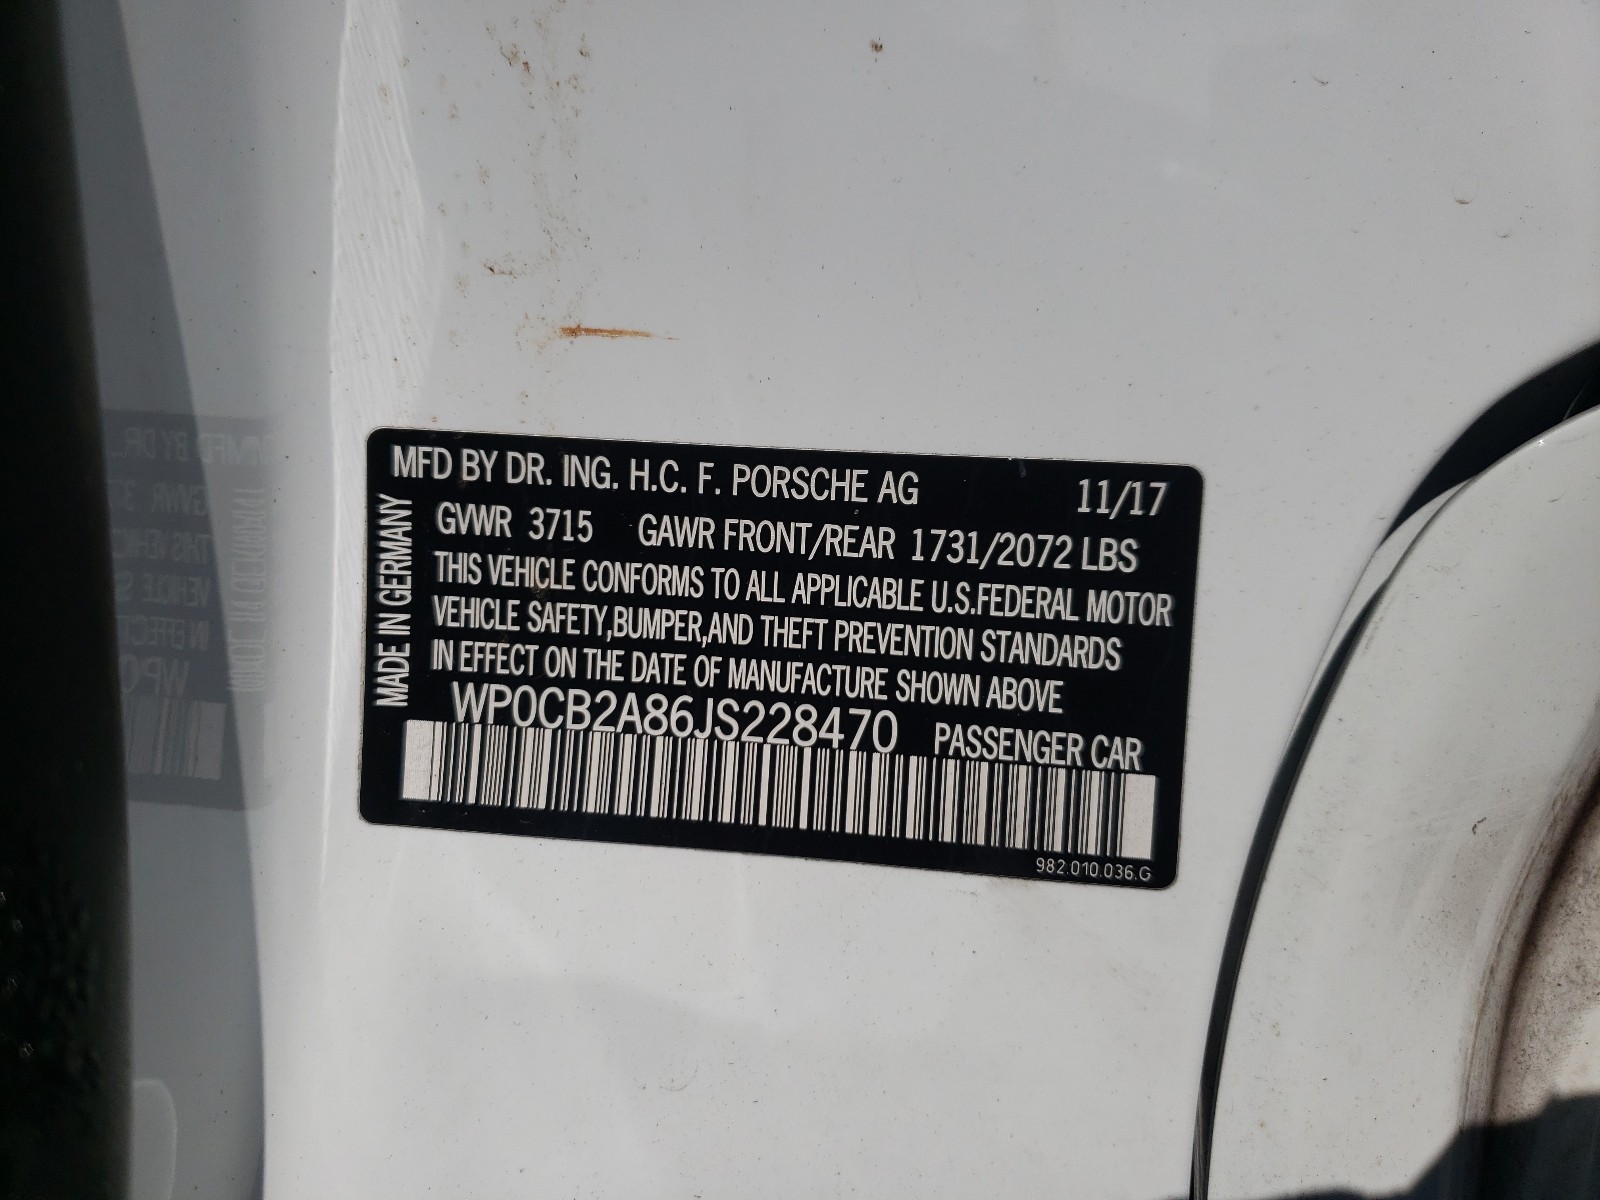 MFD BY DR. ING. H.C. F. PORSCHE AG 11/17
GVWR 3715 GAWR FRONT/REAR 1731/2072 LBS
THIS VEHICLE CONFORMS TO ALL APPLICABLE U.S.FEDERAL MOTOR
VEHICLE SAFETY,BUMPER,AND THEFT PREVENTION STANDARDS
IN EFFECT ON THE DATE OF MANUFACTURE SHOWN ABOVE
WP0CB2A86JS228470 PASSENGER CAR
982.010.036.G
MADE IN GERMANY